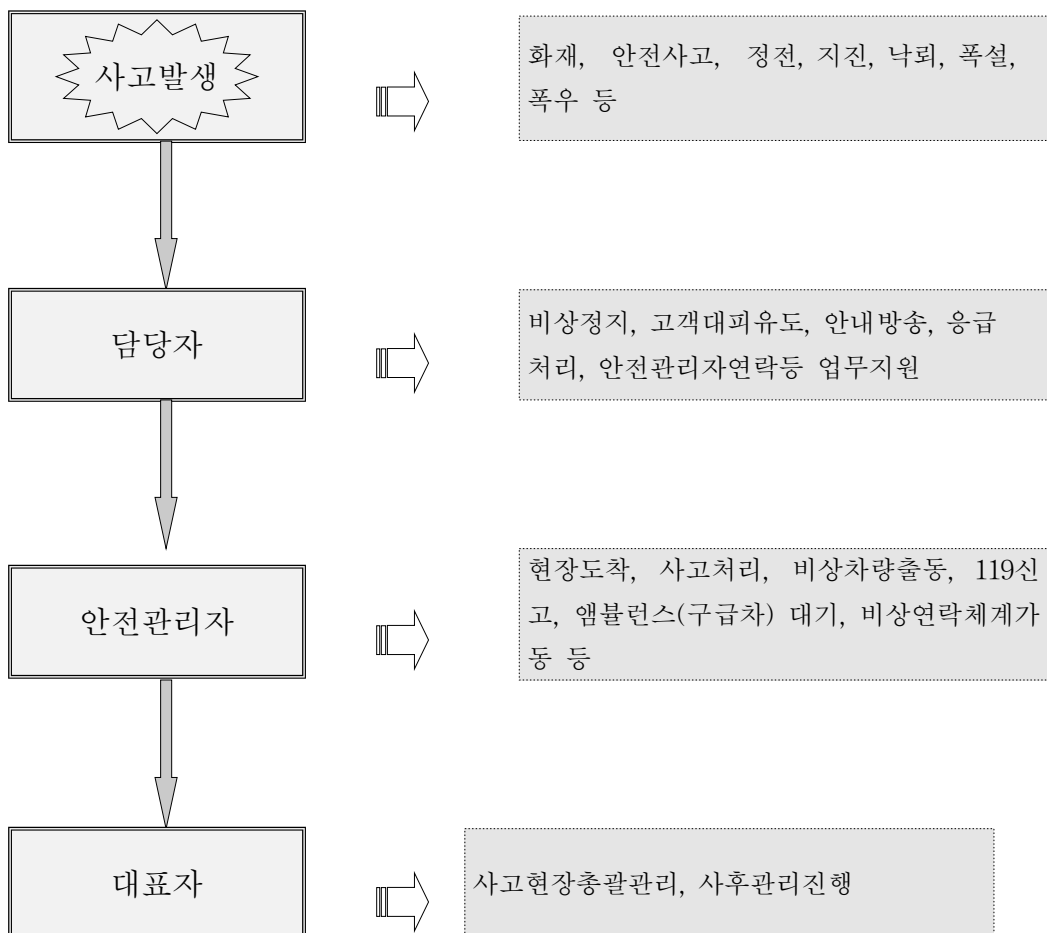 사고발생
화재, 안전사고, 정전, 지진, 낙뢰, 폭설,
폭우 등
담당자
비상정지, 고객대피유도, 안내방송, 응급
처리, 안전관리자연락등 업무지원
안전관리자
현장도착, 사고처리, 비상차량출동, 119신
고, 앰뷸런스(구급차) 대기, 비상연락체계가
동 등
대표자
사고현장총괄관리, 사후관리진행